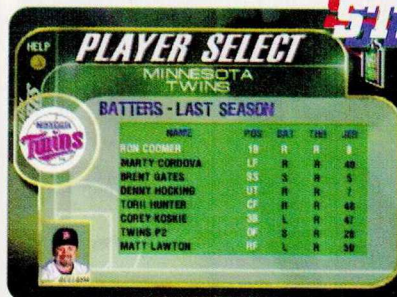 ST
HELP
PLAYER SELECT
MINNESOTA
TWINS
Twins
BATTERS - LAST SEASON
NAME POS BAT THR JER
RON COOMER 1B R R
MARTY CORDOVA LF R R 40
BRENT GATES SS S R 5
DENNY HOCKING UT R 7
TORII HUNTER CF R R 48
COREY KOSKIE 3B L R 47
TWINS P2 OF S R 28
MATT LAWTON RF L R 50